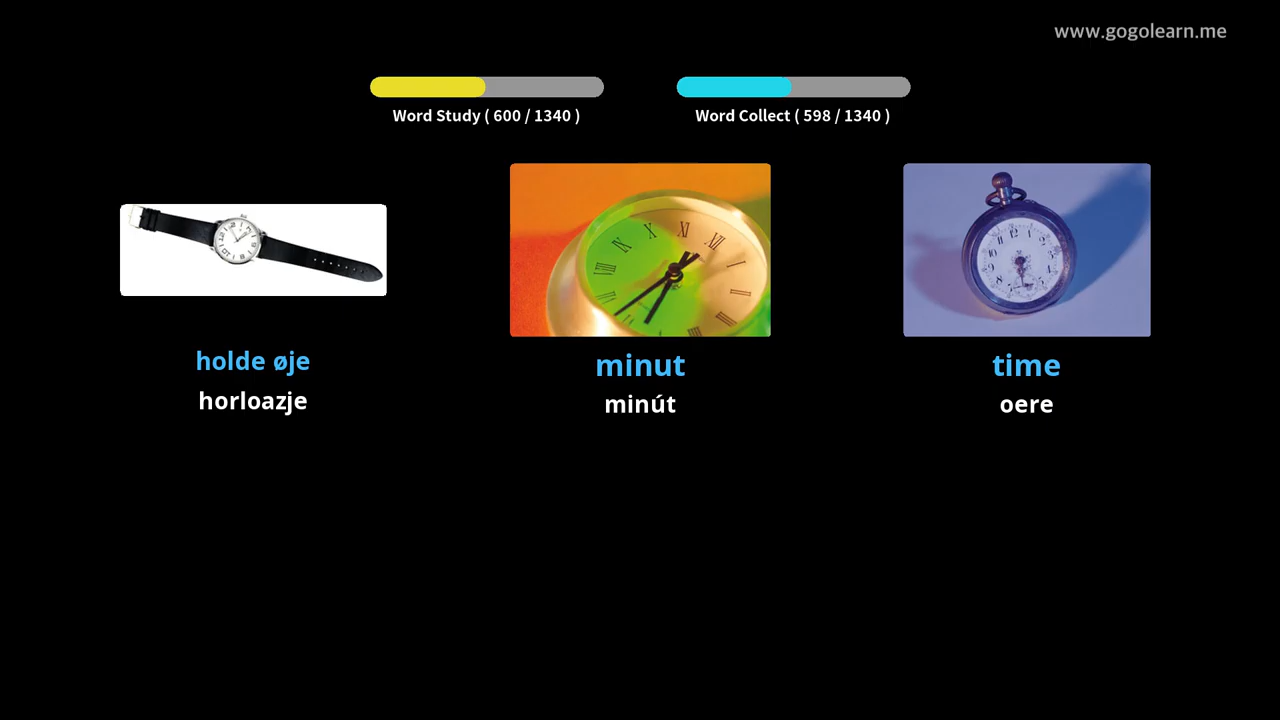 www.gogolearn.me
Word Study ( 600 / 1340 )
Word Collect ( 598 / 1340 )
holde øje
horloazje
minut
minút
time
oere